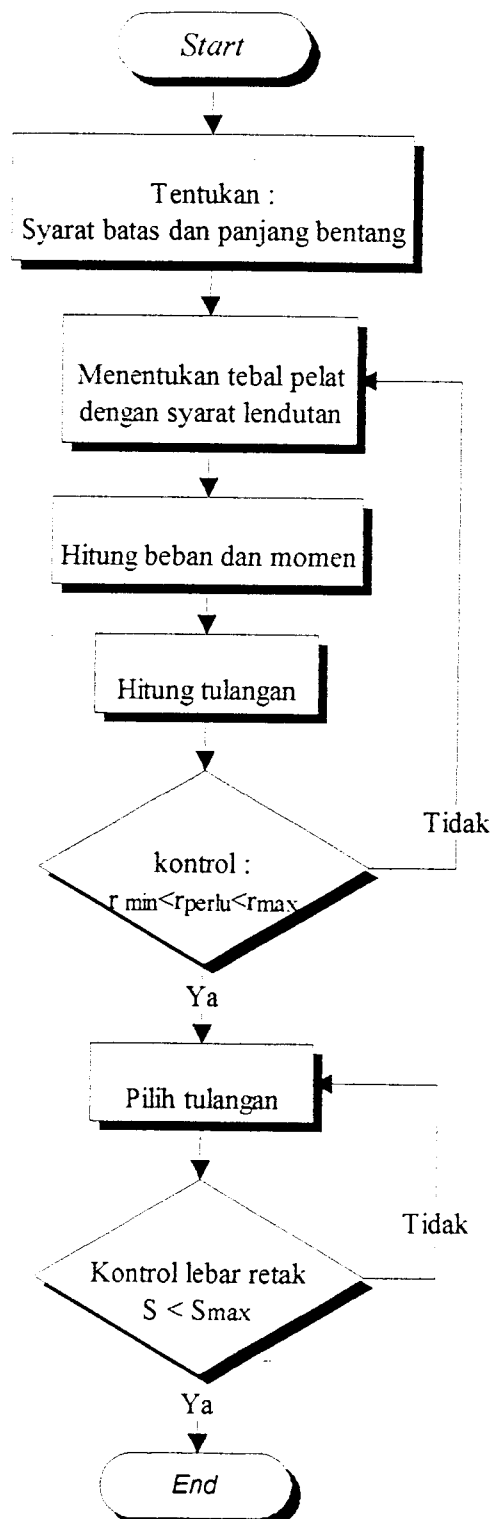 Start
Tentukan :
Syarat batas dan panjang bentang
Menentukan tebal pelat
dengan syarat lendutan
Hitung beban dan momen
Hitung tulangan
Tidak
kontrol :
r min<rperlu<rmax
Ya
Pilih tulangan
Tidak
Kontrol lebar retak
S < Smax
Ya
End